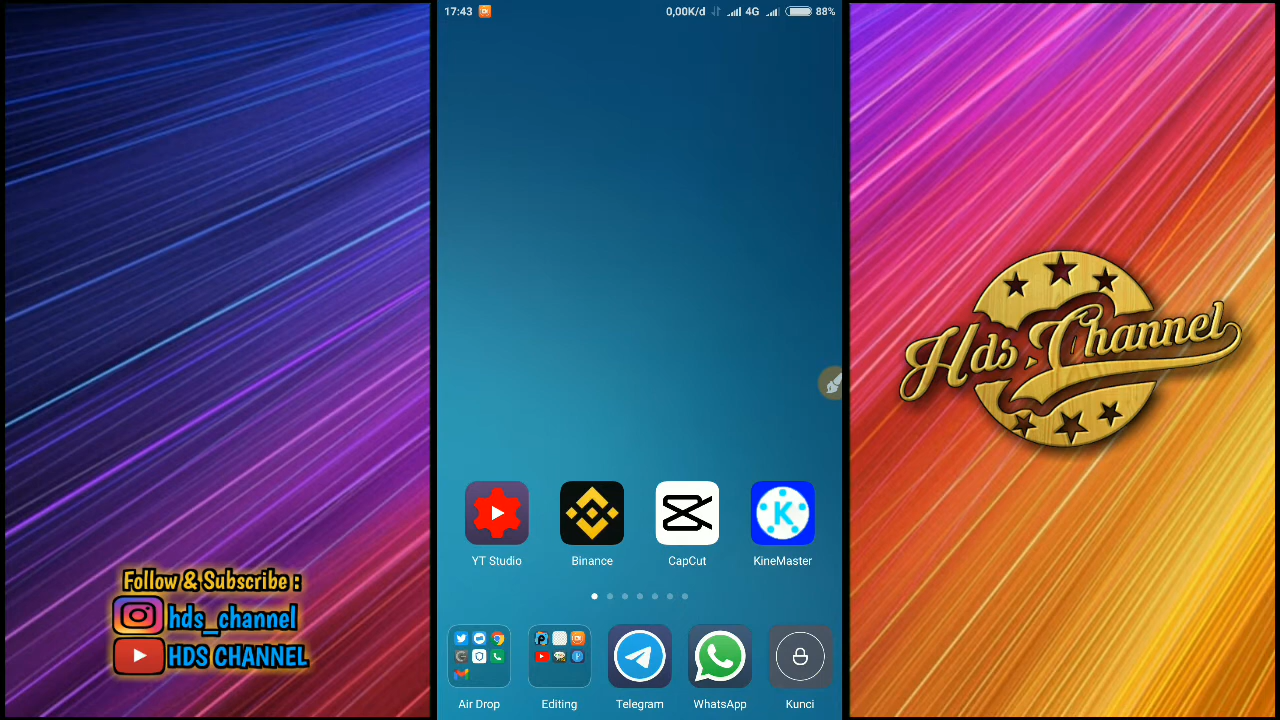 17:43
0,00K/d
4G
88%
YT Studio
Binance
CapCut
K
KineMaster
Air Drop
Editing
Telegram
WhatsApp
Kunci
Follow & Subscribe :
hds_channel
HDS CHANNEL
Hds Channel